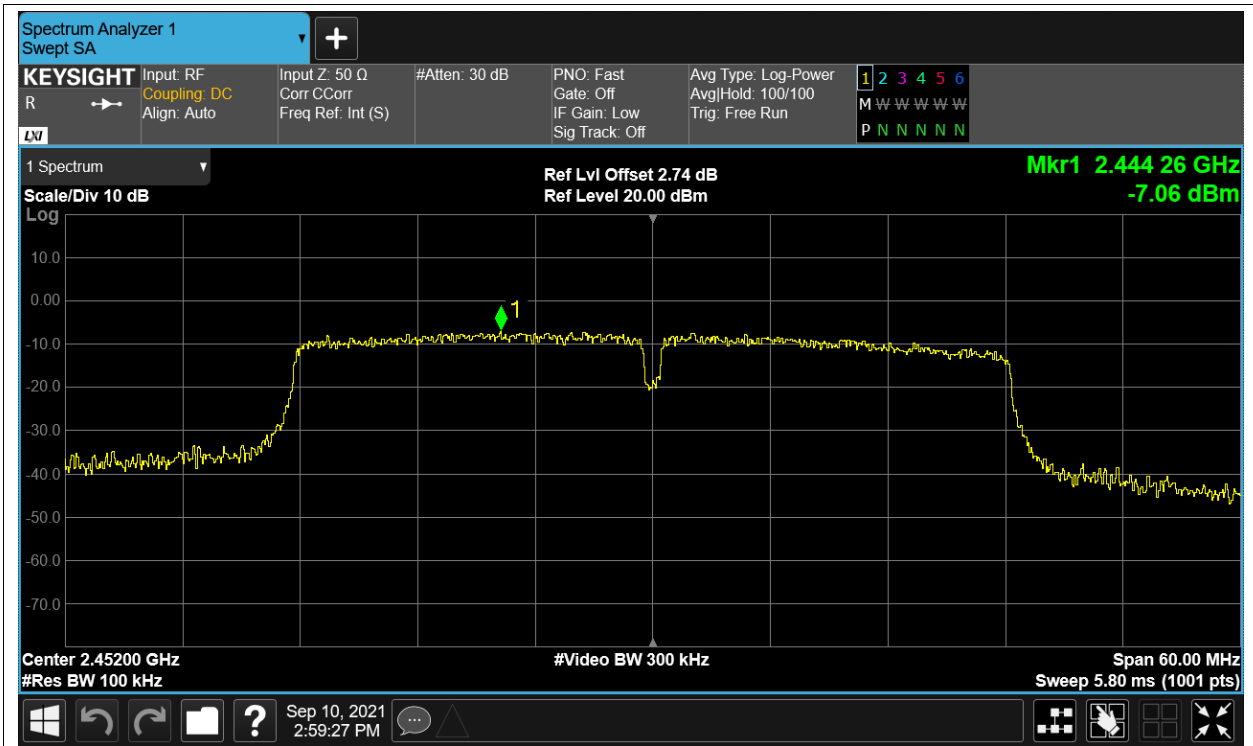 Spectrum Analyzer 1
Swept SA
KEYSIGHT
R
LXI
Input: RF
Coupling: DC
Align: Auto
Input Z: 50 Ω
Corr CCorr
Freq Ref: Int (S)
#Atten: 30 dB
PNO: Fast
Gate: Off
IF Gain: Low
Sig Track: Off
Avg Type: Log-Power
Avg|Hold: 100/100
Trig: Free Run
1 2 3 4 5 6
M W W W W W
P N N N N N
1 Spectrum
Scale/Div 10 dB
Ref Lvl Offset 2.74 dB
Ref Level 20.00 dBm
Mkr1 2.444 26 GHz
-7.06 dBm
Log
10.0
0.00
1
-10.0
-20.0
-30.0
-40.0
-50.0
-60.0
-70.0
Center 2.45200 GHz
#Video BW 300 kHz
Span 60.00 MHz
#Res BW 100 kHz
Sweep 5.80 ms (1001 pts)
?
Sep 10, 2021
2:59:27 PM